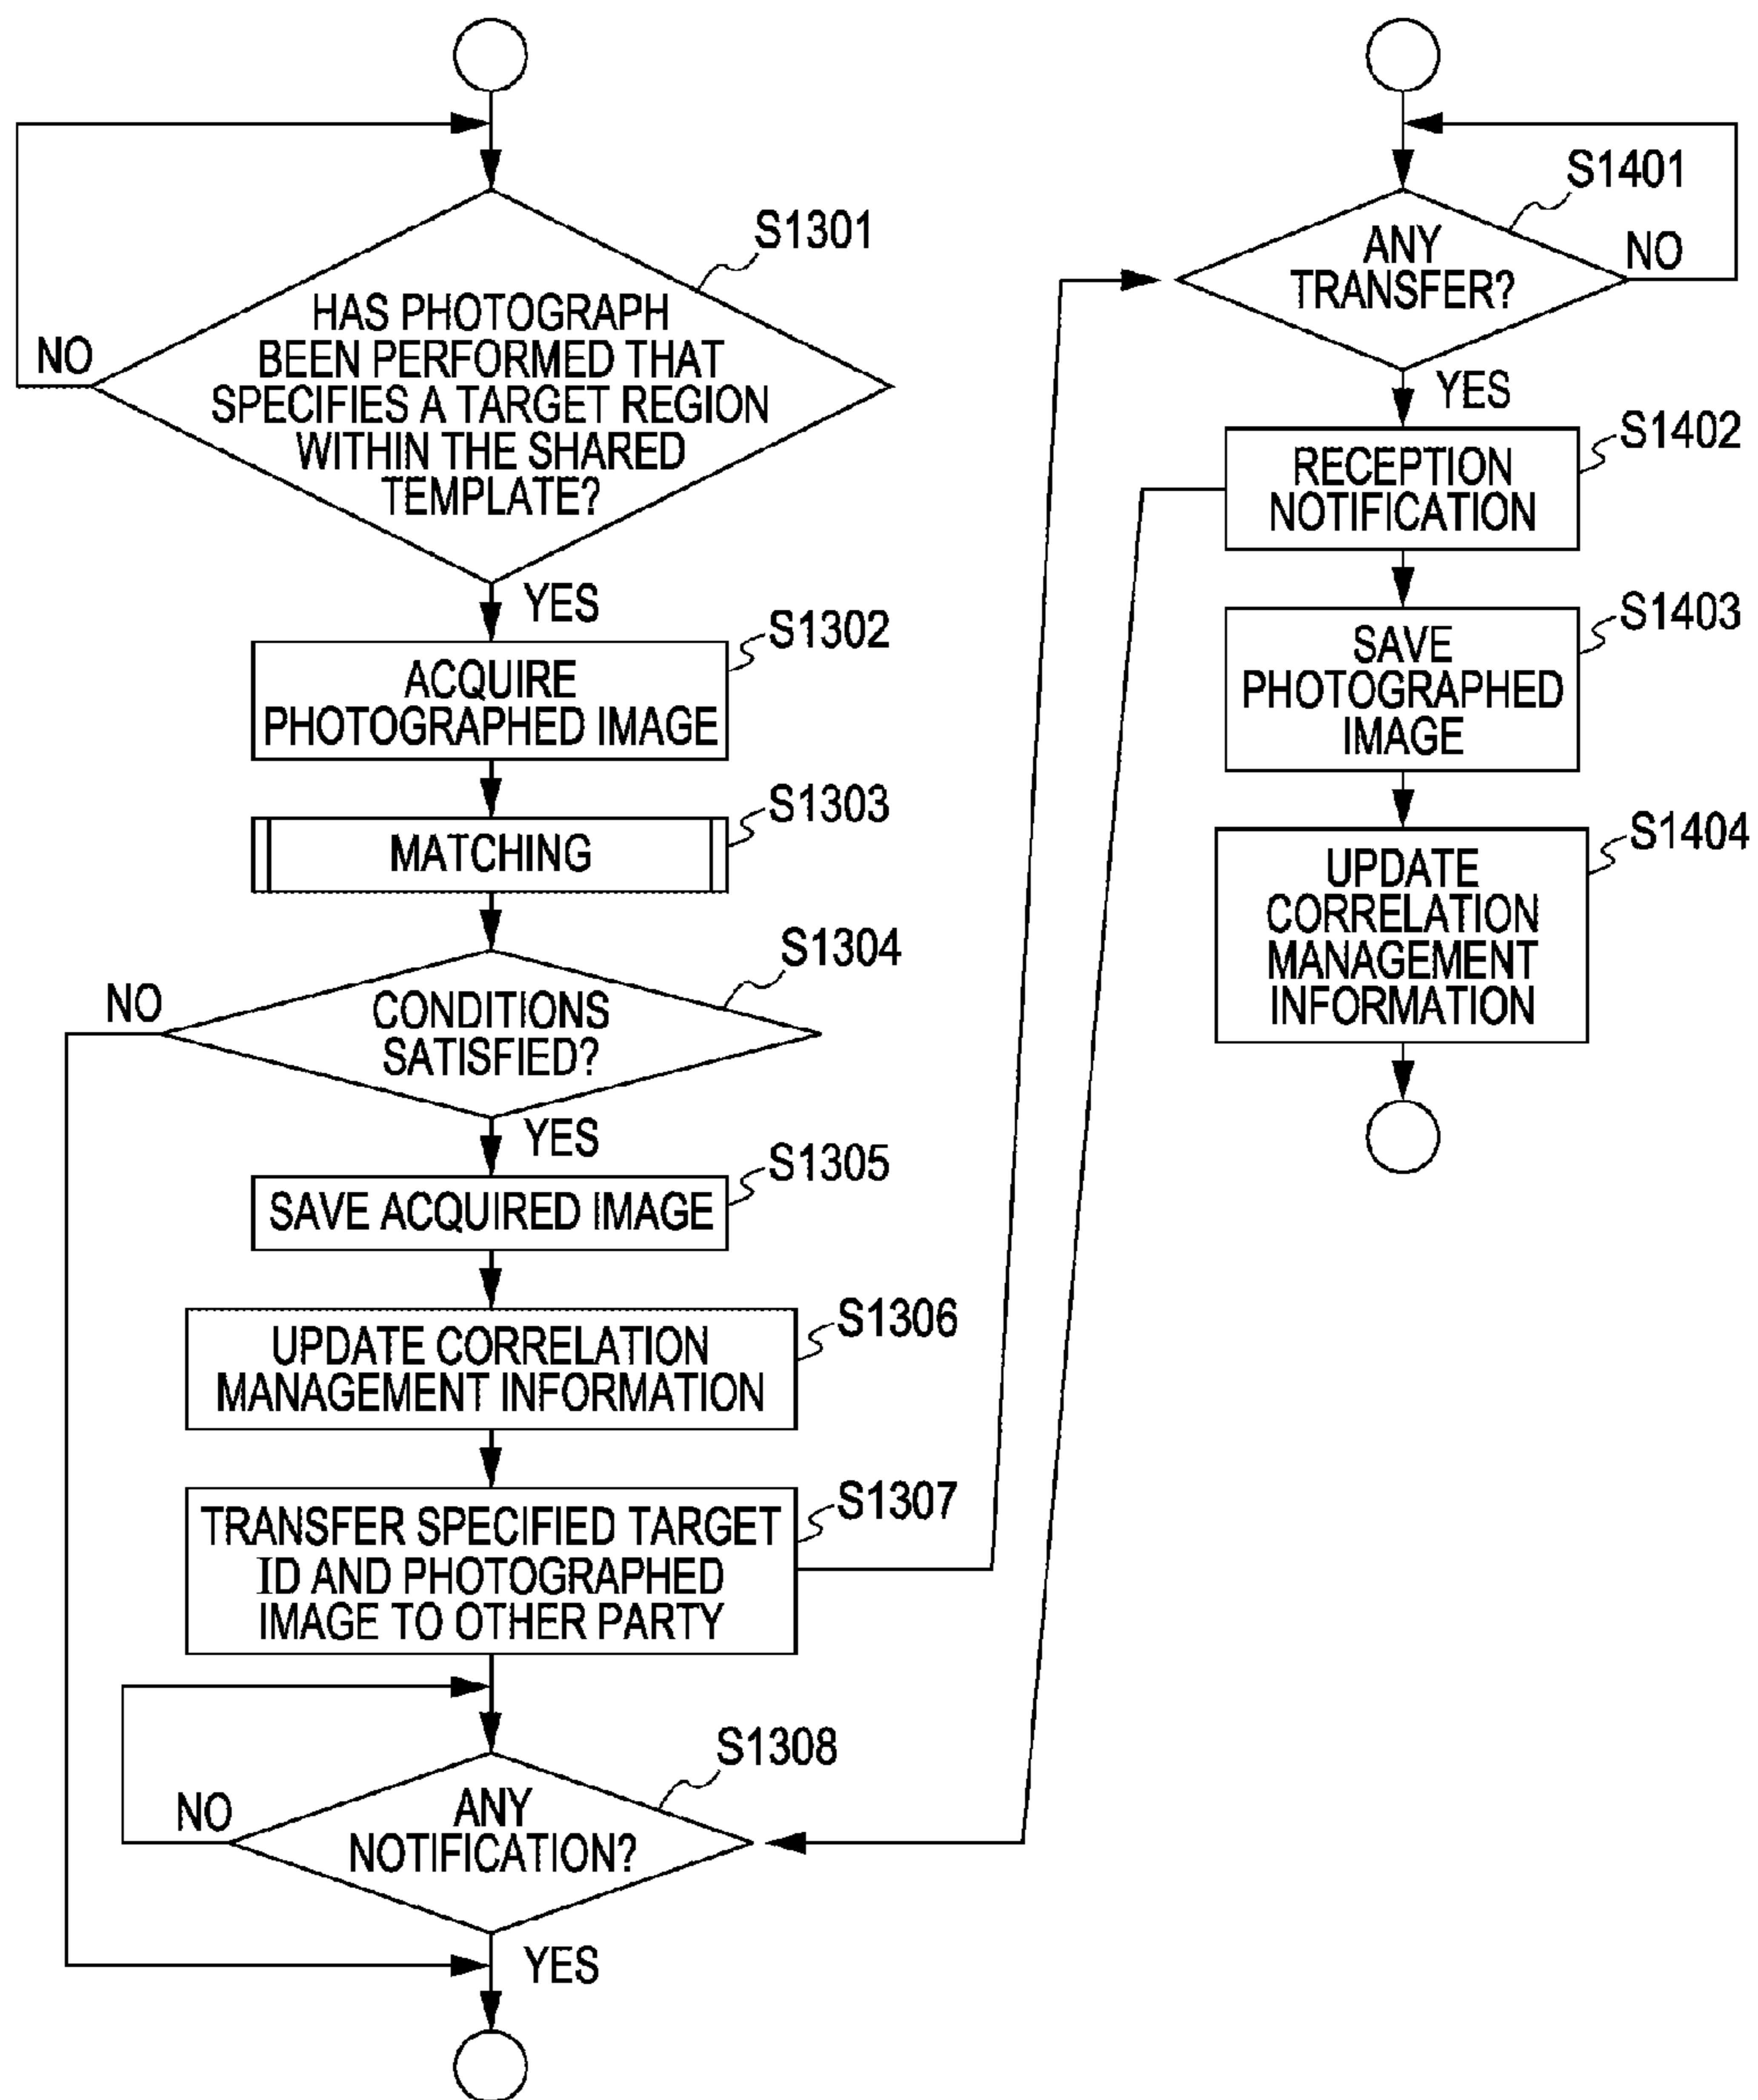 S1301
HAS PHOTOGRAPH
BEEN PERFORMED THAT
SPECIFIES A TARGET REGION
WITHIN THE SHARED
TEMPLATE?
NO
YES
S1302
ACQUIRE
PHOTOGRAPHED IMAGE
S1303
MATCHING
S1304
CONDITIONS
SATISFIED?
NO
YES
S1305
SAVE ACQUIRED IMAGE
S1306
UPDATE CORRELATION
MANAGEMENT INFORMATION
S1307
TRANSFER SPECIFIED TARGET
ID AND PHOTOGRAPHED
IMAGE TO OTHER PARTY
S1308
ANY
NOTIFICATION?
NO
YES
S1401
ANY
TRANSFER?
NO
YES
S1402
RECEPTION
NOTIFICATION
S1403
SAVE
PHOTOGRAPHED
IMAGE
S1404
UPDATE
CORRELATION
MANAGEMENT
INFORMATION